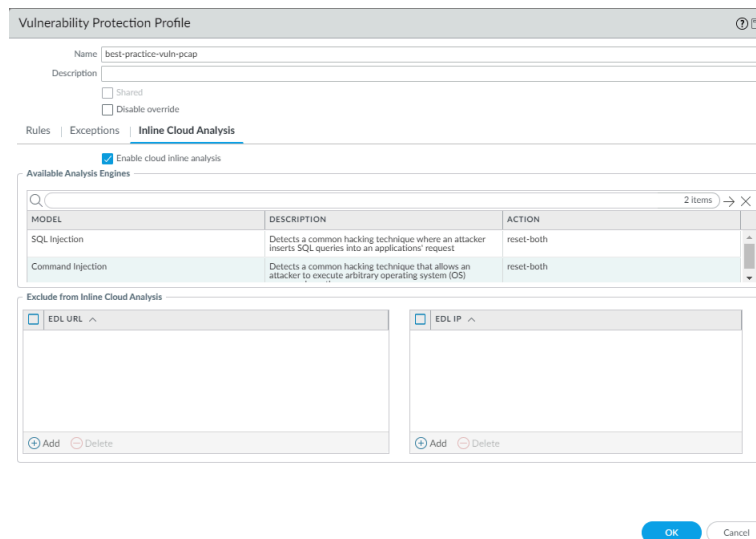 Vulnerability Protection Profile
Name best-practice-vuln-pcap
Description
Shared
Disable override
Rules | Exceptions | Inline Cloud Analysis
Enable cloud inline analysis
Available Analysis Engines
2 items
MODEL DESCRIPTION ACTION
SQL Injection Detects a common hacking technique where an attacker reset-both
inserts SQL queries into an applications' request
Command Injection Detects a common hacking technique that allows an reset-both
attacker to execute arbitrary operating system (OS)
Exclude from Inline Cloud Analysis
EDL URL EDL IP
Add Delete Add Delete
OK Cancel